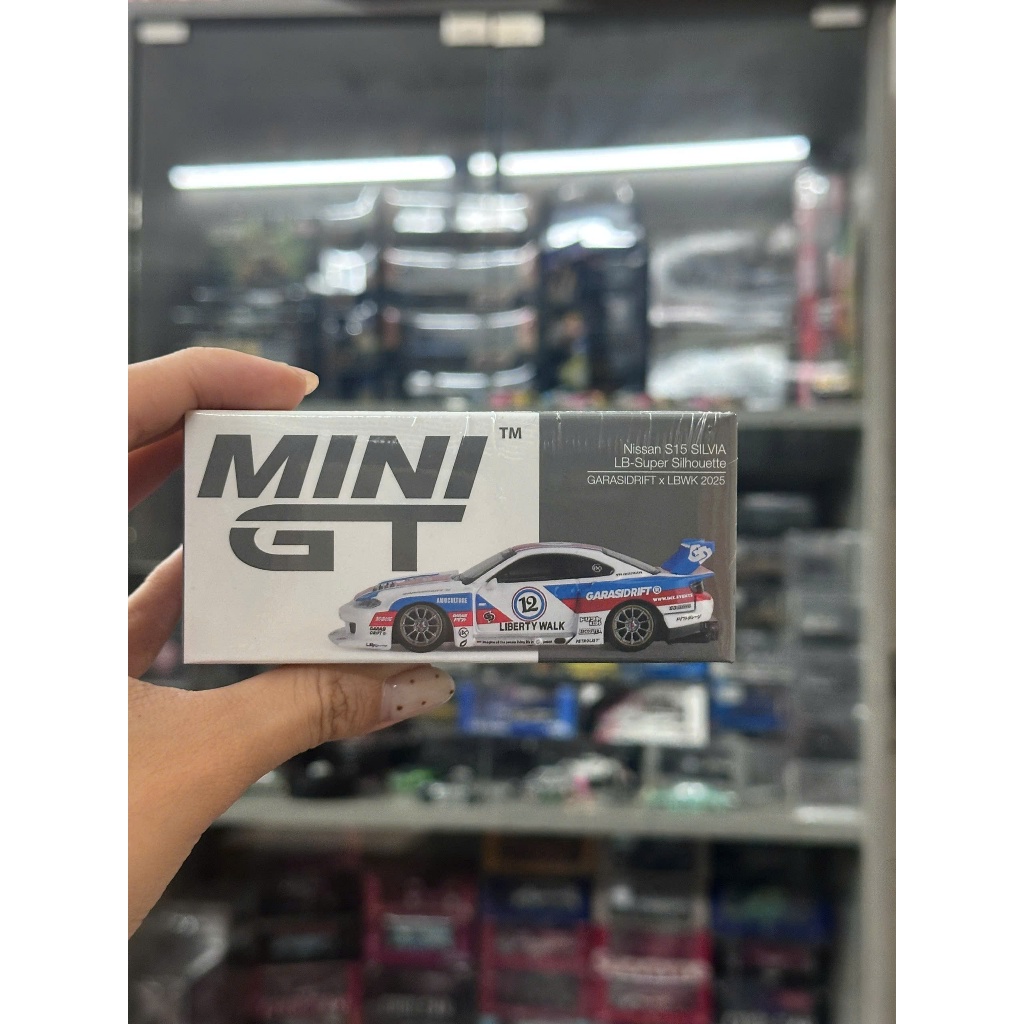 MINI
GT
TM
Nissan S15 SILVIA
LB-Super Silhouette
GARASIDRIFT x LBWK 2025
GARASIDRIFT
12
LIBERTY WALK